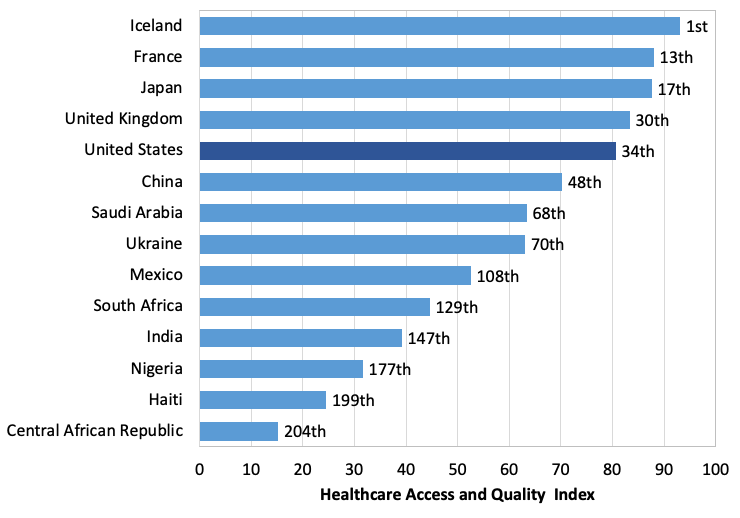 Iceland 1st
France 13th
Japan 17th
United Kingdom 30th
United States 34th
China 48th
Saudi Arabia 68th
Ukraine 70th
Mexico 108th
South Africa 129th
India 147th
Nigeria 177th
Haiti 199th
Central African Republic 204th
0 10 20 30 40 50 60 70 80 90 100
Healthcare Access and Quality Index